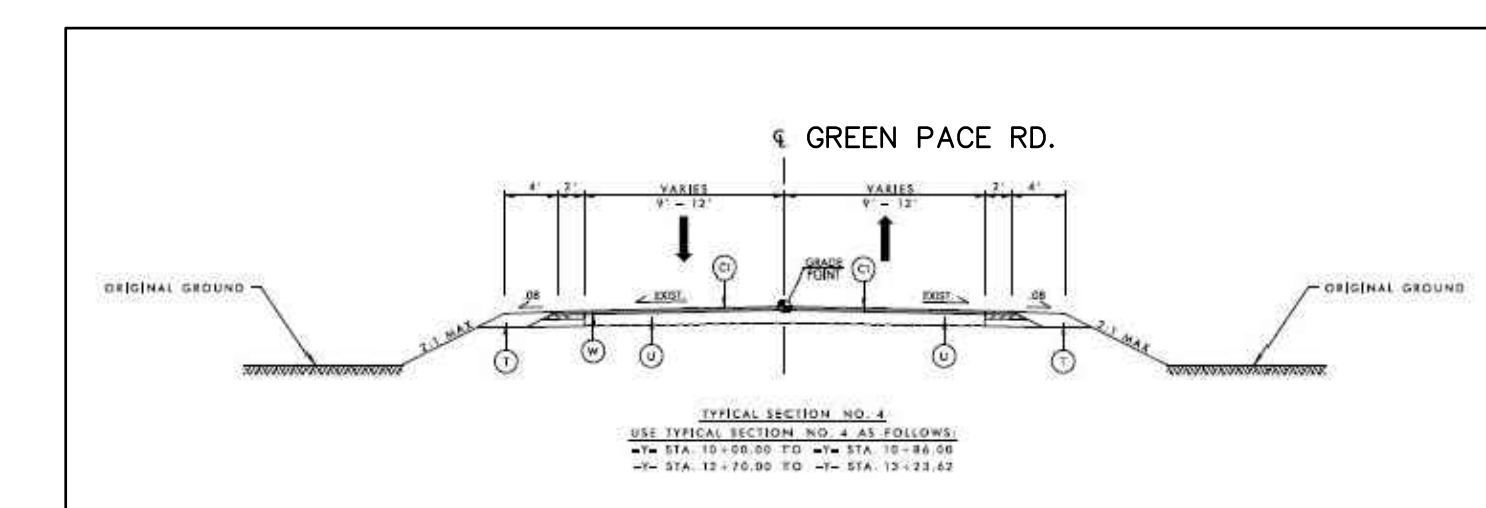 ℄ GREEN PACE RD.
4' 2' VARIES VARIES 2' 4'
9' - 12' 9' - 12'
C1 GRADE C1
POINT
ORIGINAL GROUND .08 EXIST. EXIST. .08 ORIGINAL GROUND
2:1 MAX 2:1 MAX
T W U U T
TYPICAL SECTION NO. 4
USE TYPICAL SECTION NO. 4 AS FOLLOWS:
-Y- STA. 10+00.00 TO -Y- STA. 10+86.00
-Y- STA. 12+70.00 TO -Y- STA. 13+23.62